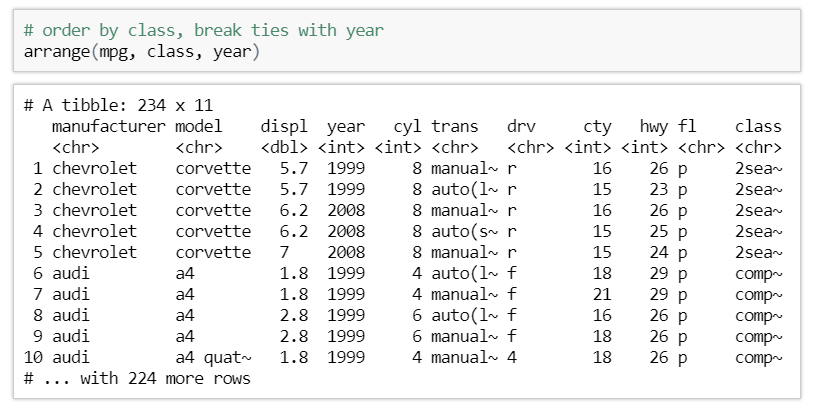 # order by class, break ties with year
arrange(mpg, class, year)
# A tibble: 234 x 11
   manufacturer model    displ  year   cyl trans   drv     cty   hwy fl    class
   <chr>        <chr>    <dbl> <int> <int> <chr>   <chr> <int> <int> <chr> <chr>
 1 chevrolet    corvette   5.7  1999     8 manual~ r        16    26 p     2sea~
 2 chevrolet    corvette   5.7  1999     8 auto(l~ r        15    23 p     2sea~
 3 chevrolet    corvette   6.2  2008     8 manual~ r        16    26 p     2sea~
 4 chevrolet    corvette   6.2  2008     8 auto(s~ r        15    25 p     2sea~
 5 chevrolet    corvette   7    2008     8 manual~ r        15    24 p     2sea~
 6 audi         a4         1.8  1999     4 auto(l~ f        18    29 p     comp~
 7 audi         a4         1.8  1999     4 manual~ f        21    29 p     comp~
 8 audi         a4         2.8  1999     6 auto(l~ f        16    26 p     comp~
 9 audi         a4         2.8  1999     6 manual~ f        18    26 p     comp~
10 audi         a4 quat~   1.8  1999     4 manual~ 4        18    26 p     comp~
# ... with 224 more rows